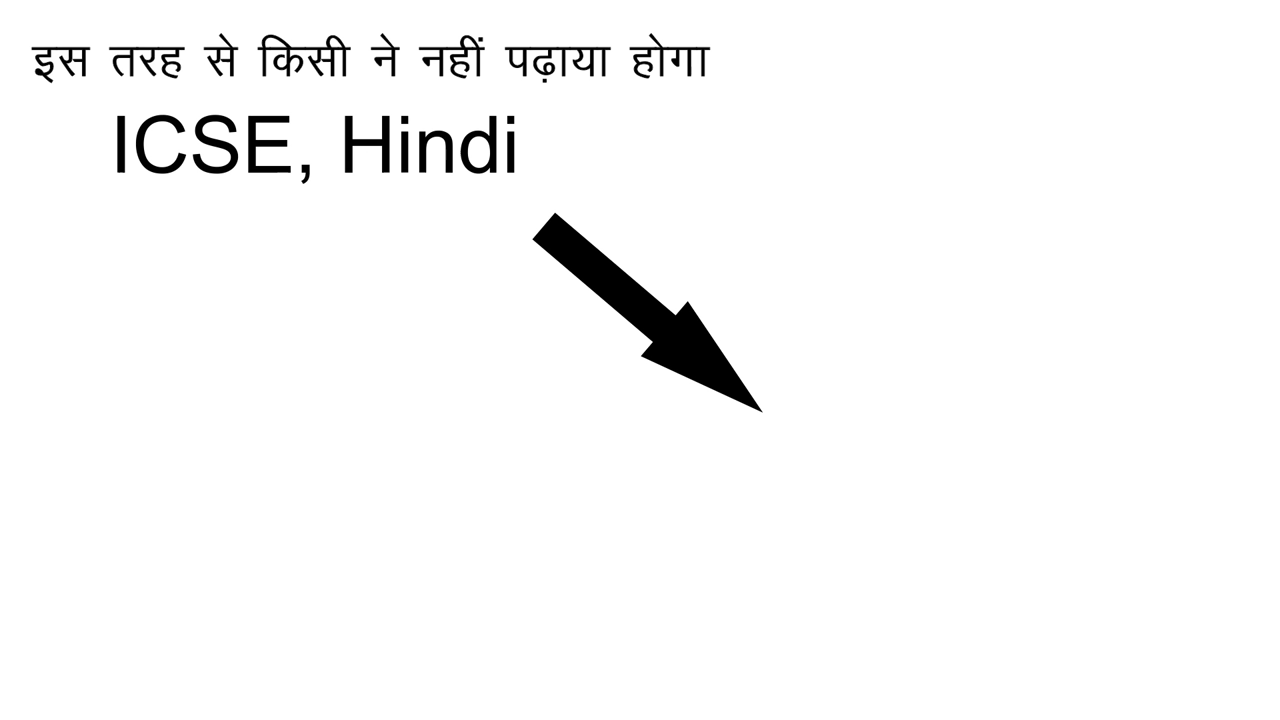 इस तरह से किसी ने नहीं पढ़ाया होगा
ICSE, Hindi